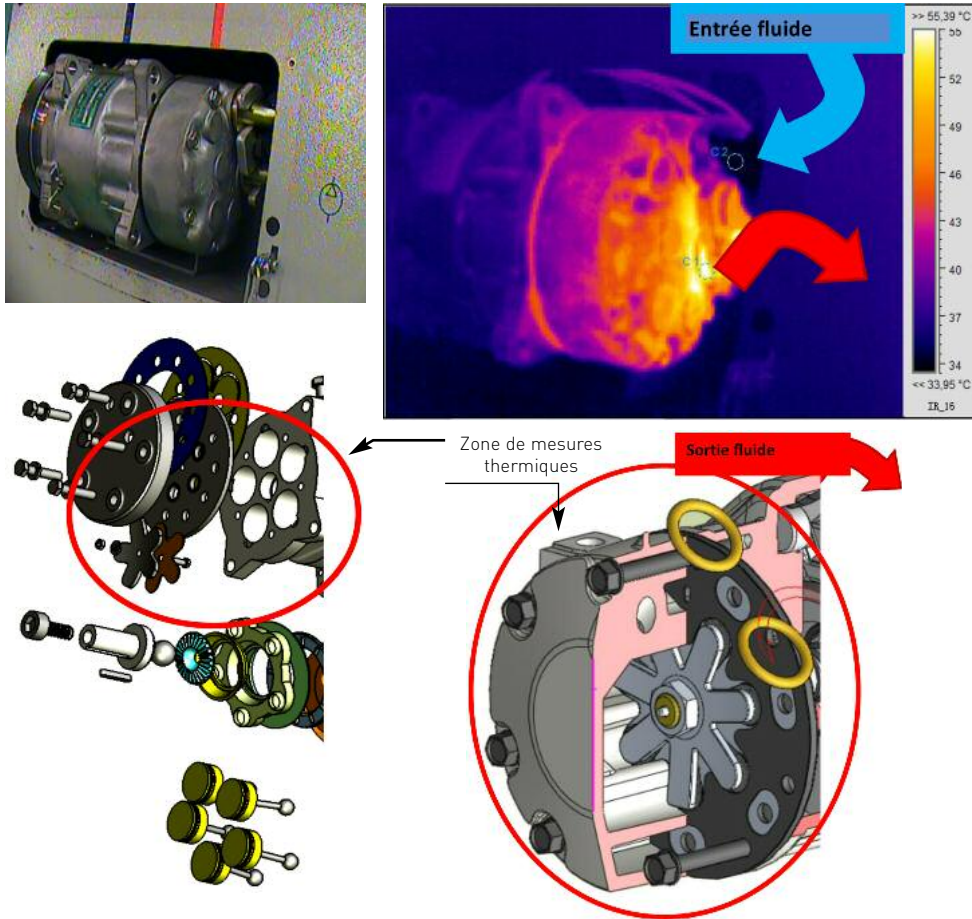 Entrée fluide
>> 55,39 °C
55
52
49
46
43
40
37
34
<< 33,95 °C
IR_16
C2
C1
Zone de mesures
thermiques
Sortie fluide